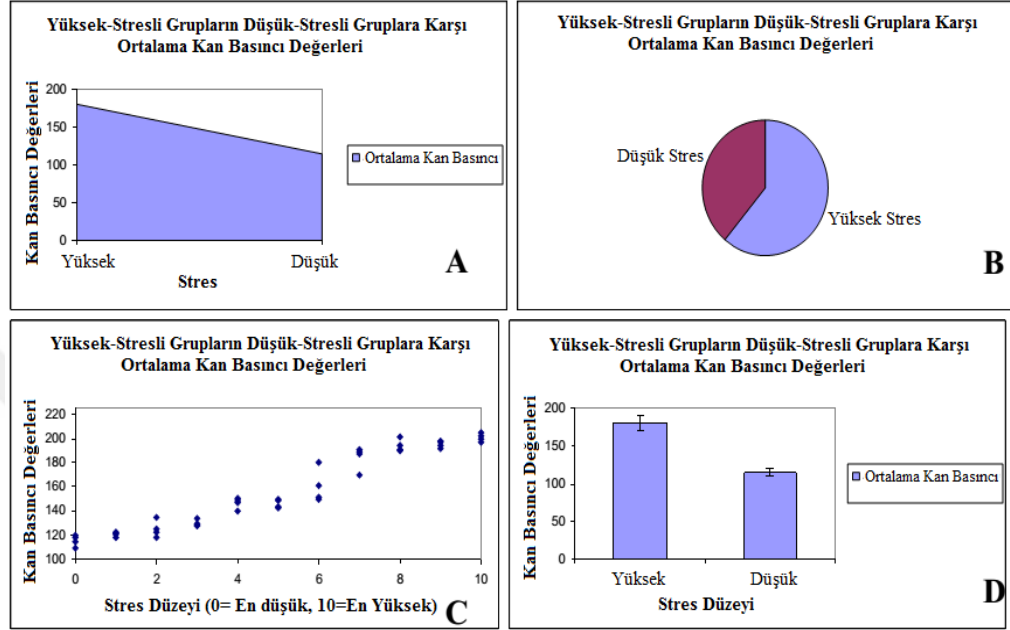 Yüksek-Stresli Grupların Düşük-Stresli Gruplara Karşı
Ortalama Kan Basıncı Değerleri
Kan Basıncı Değerleri
200
150
100
50
0
Yüksek
Düşük
Stres
Ortalama Kan Basıncı
A
Yüksek-Stresli Grupların Düşük-Stresli Gruplara Karşı
Ortalama Kan Basıncı Değerleri
Düşük Stres
Yüksek Stres
B
Yüksek-Stresli Grupların Düşük-Stresli Gruplara Karşı
Ortalama Kan Basıncı Değerleri
Kan Basıncı Değerleri
220
200
180
160
140
120
100
0 2 4 6 8 10
Stres Düzeyi (0= En düşük, 10=En Yüksek)
C
Yüksek-Stresli Grupların Düşük-Stresli Gruplara Karşı
Ortalama Kan Basıncı Değerleri
Kan Basıncı Değerleri
200
150
100
50
0
Yüksek
Düşük
Stres Düzeyi
Ortalama Kan Basıncı
D